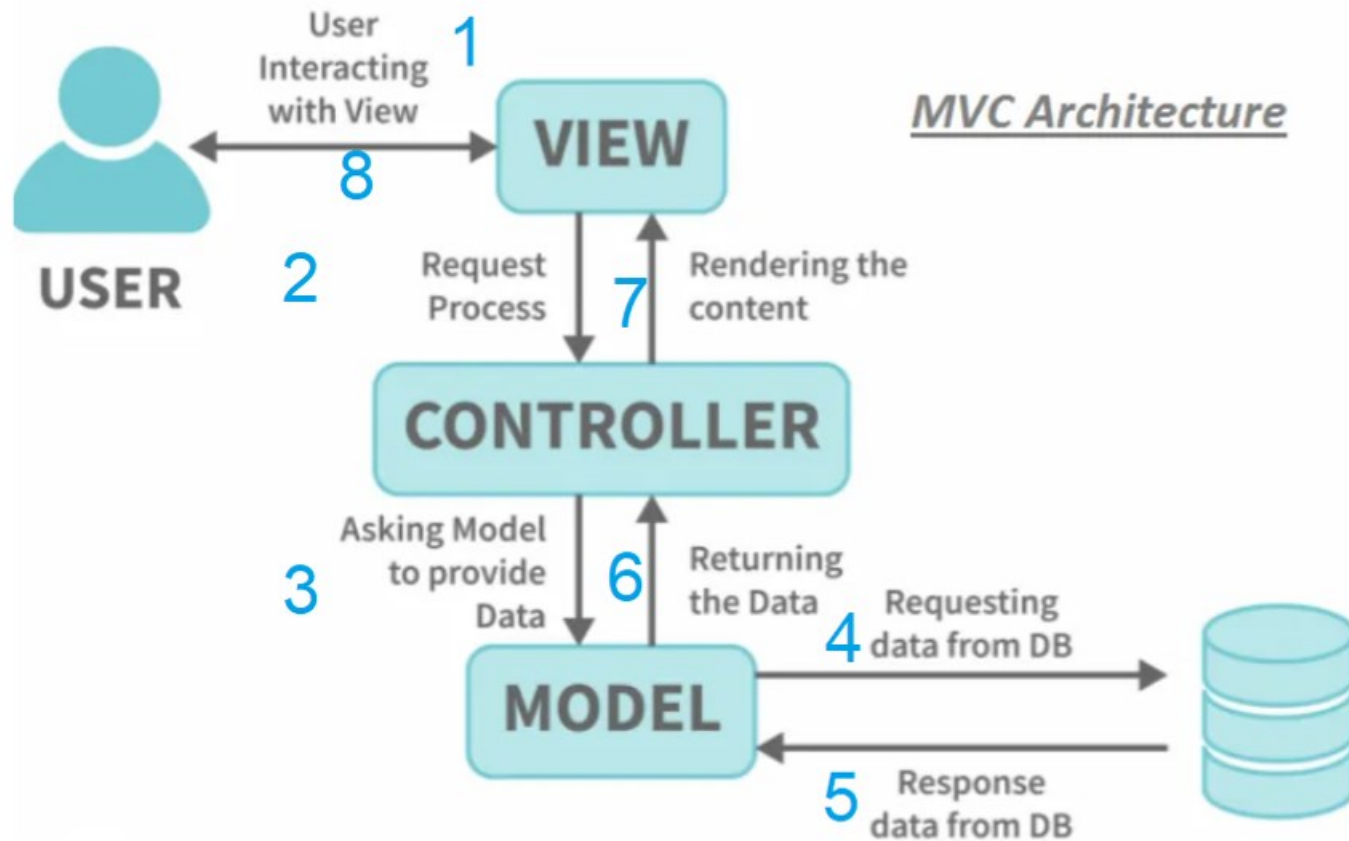 User
Interacting
with View
1
MVC Architecture
VIEW
8
USER
2
Request
Process
7
Rendering the
content
CONTROLLER
3
Asking Model
to provide
Data
6
Returning
the Data
4
Requesting
data from DB
MODEL
5
Response
data from DB